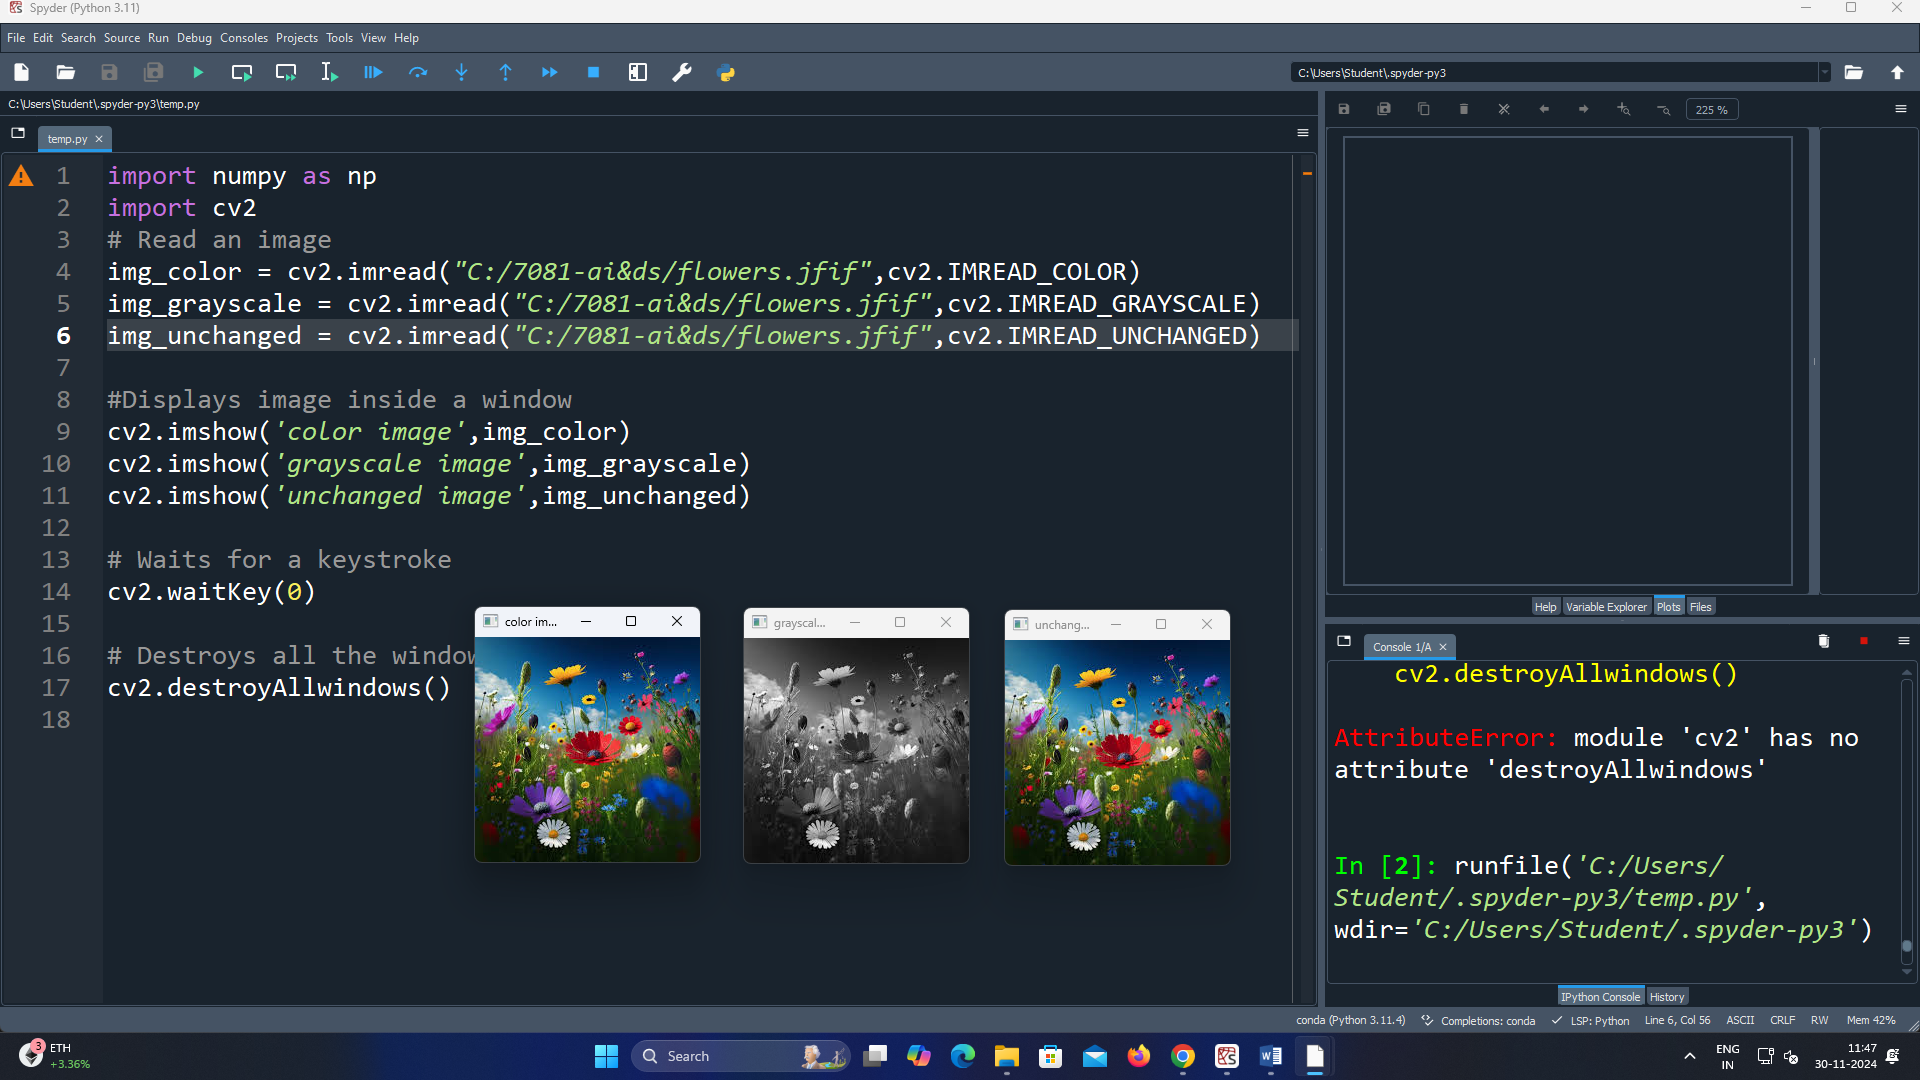 Spyder (Python 3.11)
File Edit Search Source Run Debug Consoles Projects Tools View Help
C:\Users\Student\.spyder-py3
C:\Users\Student\.spyder-py3\temp.py
temp.py
225 %
1 import numpy as np
2 import cv2
3 # Read an image
4 img_color = cv2.imread("C:/7081-ai&ds/flowers.jfif",cv2.IMREAD_COLOR)
5 img_grayscale = cv2.imread("C:/7081-ai&ds/flowers.jfif",cv2.IMREAD_GRAYSCALE)
6 img_unchanged = cv2.imread("C:/7081-ai&ds/flowers.jfif",cv2.IMREAD_UNCHANGED)
7
8 #Displays image inside a window
9 cv2.imshow('color image',img_color)
10 cv2.imshow('grayscale image',img_grayscale)
11 cv2.imshow('unchanged image',img_unchanged)
12
13 # Waits for a keystroke
14 cv2.waitKey(0)
15
16 # Destroys all the window
17 cv2.destroyAllwindows()
18
color im...
grayscal...
unchang...
Help Variable Explorer Plots Files
Console 1/A
cv2.destroyAllwindows()
AttributeError: module 'cv2' has no
attribute 'destroyAllwindows'
In [2]: runfile('C:/Users/
Student/.spyder-py3/temp.py',
wdir='C:/Users/Student/.spyder-py3')
IPython Console History
conda (Python 3.11.4) Completions: conda LSP: Python Line 6, Col 56 ASCII CRLF RW Mem 42%
3
ETH
+3.36%
Search
ENG
IN
11:47
30-11-2024